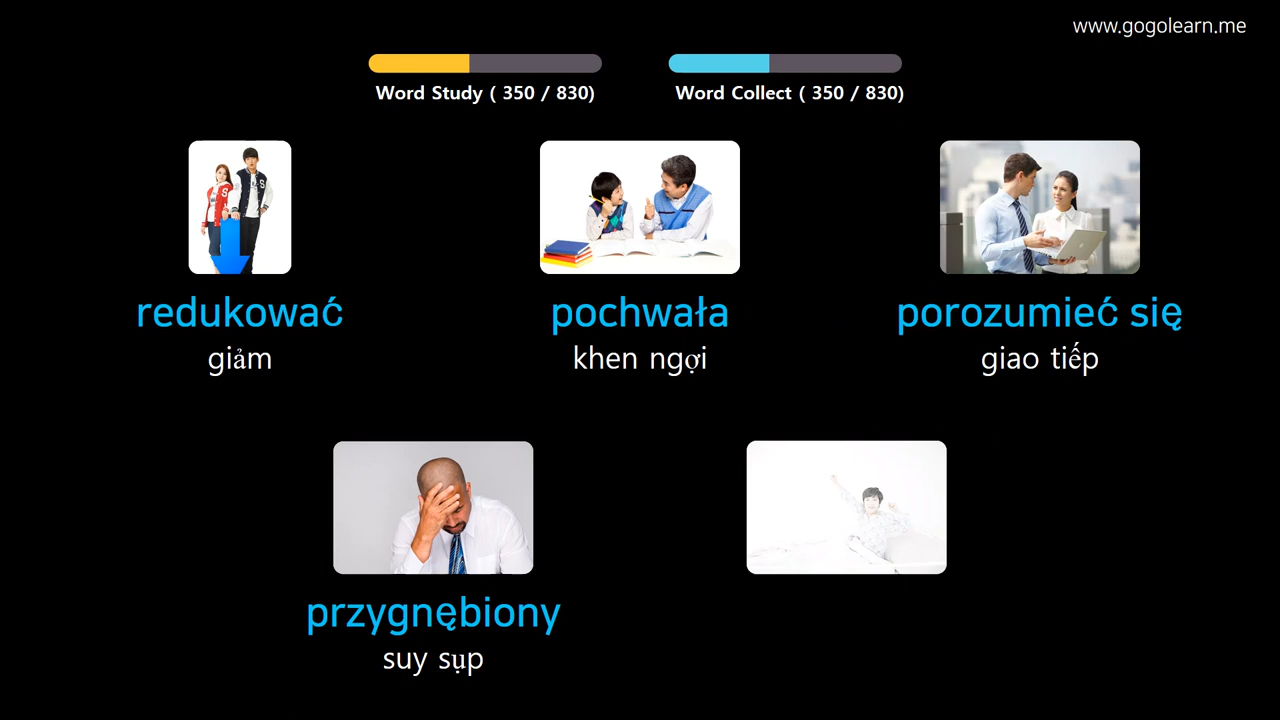 www.gogolearn.me
Word Study ( 350 / 830)
Word Collect ( 350 / 830)
redukować
giảm
pochwała
khen ngợi
porozumieć się
giao tiếp
przygnębiony
suy sụp